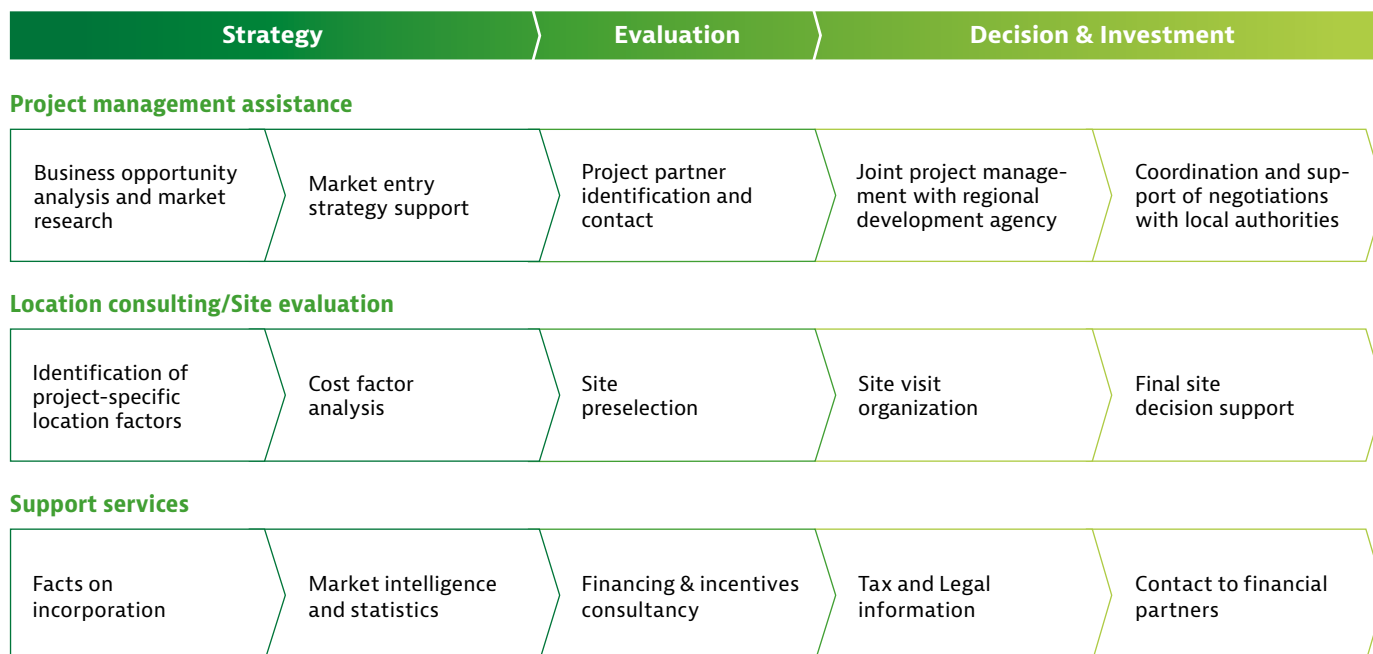 Strategy
Evaluation
Decision & Investment
Project management assistance
Business opportunity
analysis and market
research
Market entry
strategy support
Project partner
identification and
contact
Joint project manage-
ment with regional
development agency
Coordination and sup-
port of negotiations
with local authorities
Location consulting/Site evaluation
Identification of
project-specific
location factors
Cost factor
analysis
Site
preselection
Site visit
organization
Final site
decision support
Support services
Facts on
incorporation
Market intelligence
and statistics
Financing & incentives
consultancy
Tax and Legal
information
Contact to financial
partners